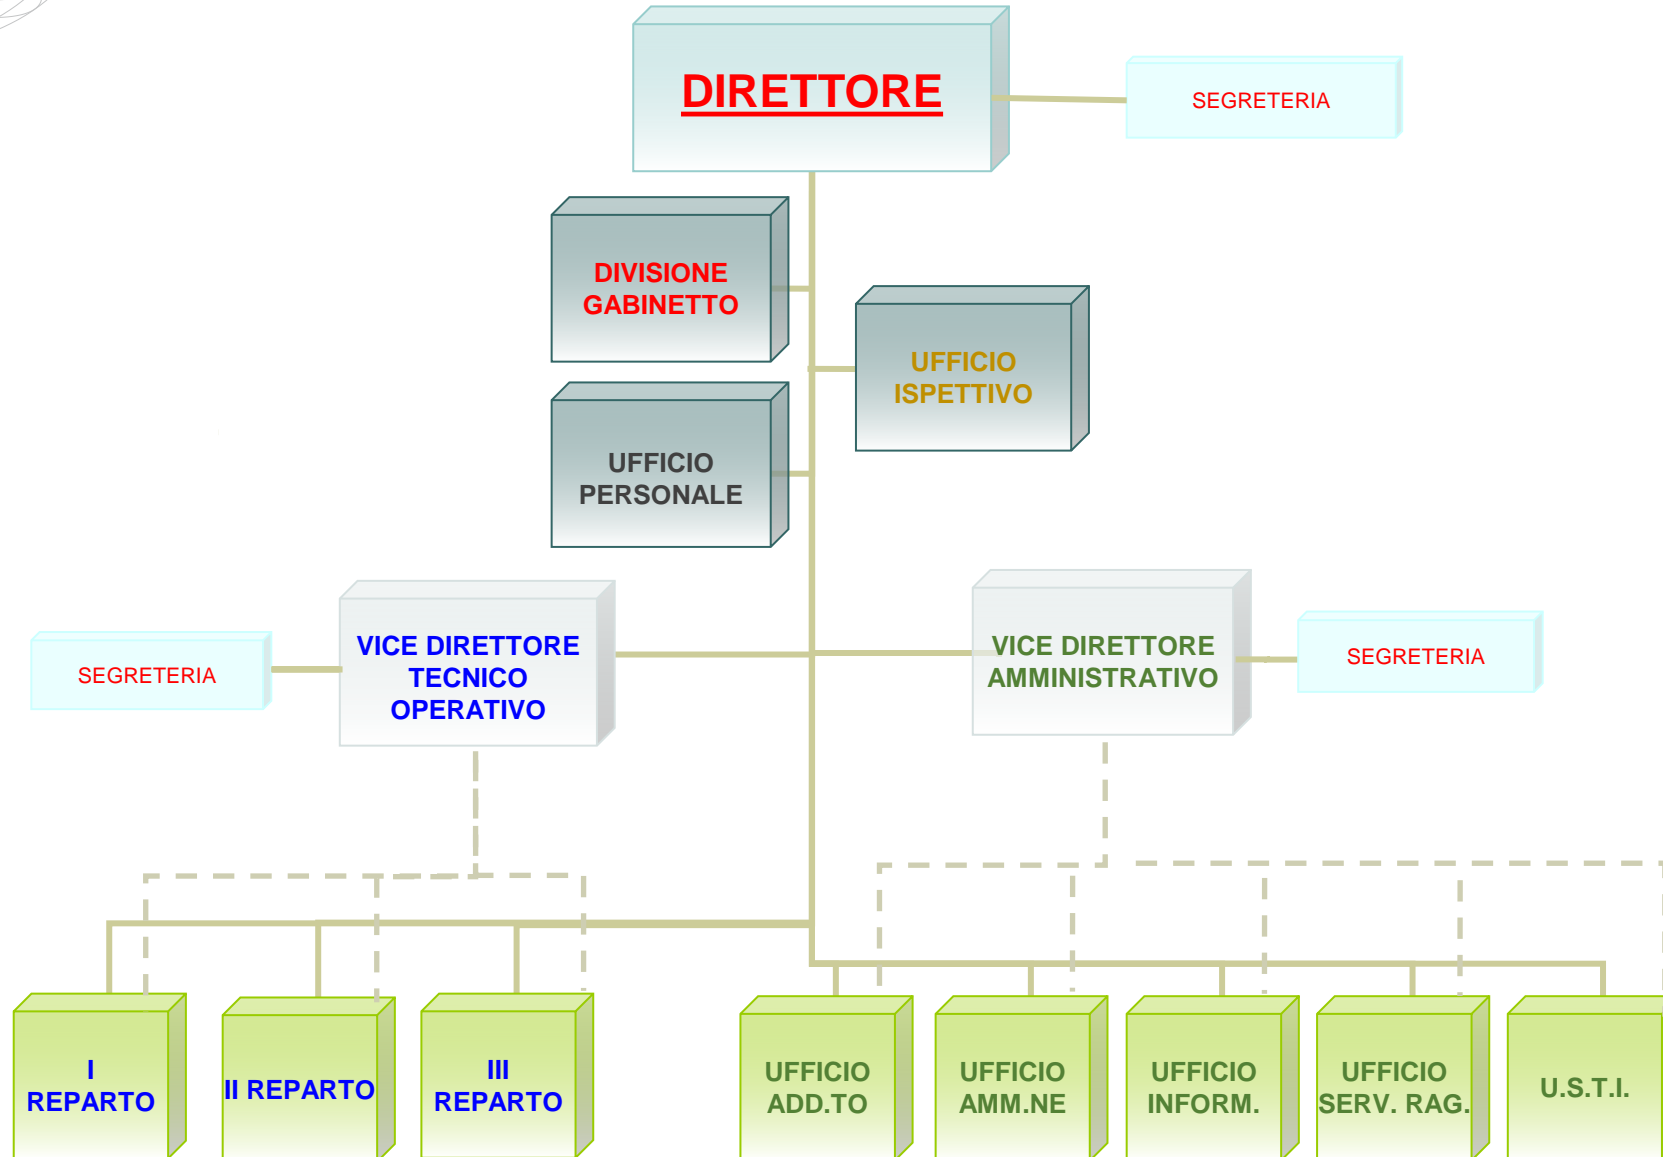 DIRETTORE
SEGRETERIA
DIVISIONE
GABINETTO
UFFICIO
ISPETTIVO
UFFICIO
PERSONALE
SEGRETERIA
VICE DIRETTORE
TECNICO
OPERATIVO
VICE DIRETTORE
AMMINISTRATIVO
SEGRETERIA
I
REPARTO
II REPARTO
III
REPARTO
UFFICIO
ADD.TO
UFFICIO
AMM.NE
UFFICIO
INFORM.
UFFICIO
SERV. RAG.
U.S.T.I.